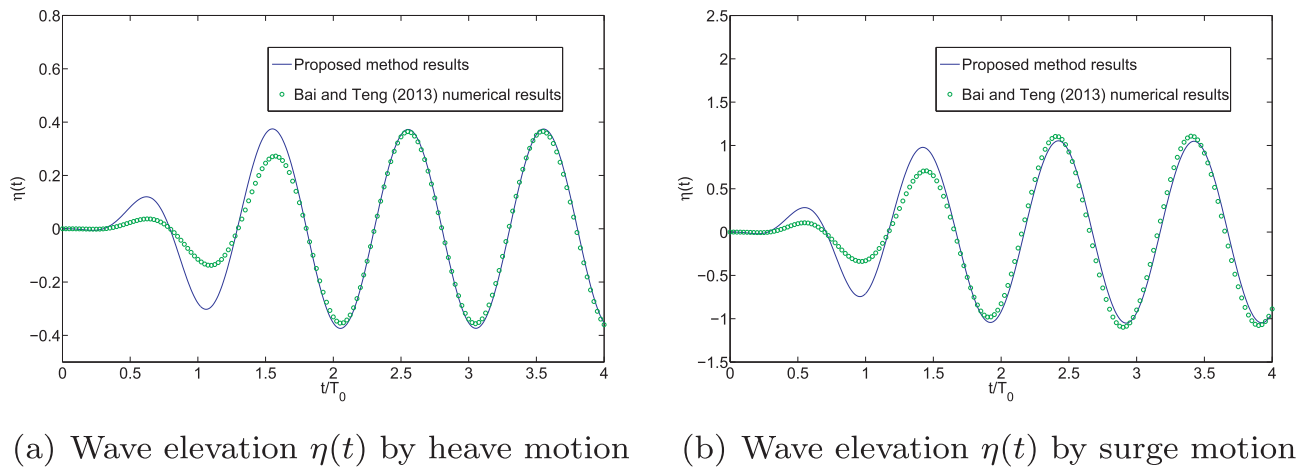 0.8
0.6
0.4
0.2
0
−0.2
−0.4
η(t)
0 0.5 1 1.5 2 2.5 3 3.5 4
t/T0
Proposed method results
Bai and Teng (2013) numerical results
(a) Wave elevation η(t) by heave motion
2.5
2
1.5
1
0.5
0
−0.5
−1
−1.5
η(t)
0 0.5 1 1.5 2 2.5 3 3.5 4
t/T0
Proposed method results
Bai and Teng (2013) numerical results
(b) Wave elevation η(t) by surge motion